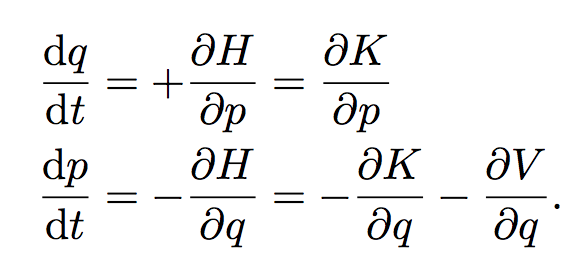 dq/dt = +∂H/∂p = ∂K/∂p
dp/dt = −∂H/∂q = −∂K/∂q − ∂V/∂q.